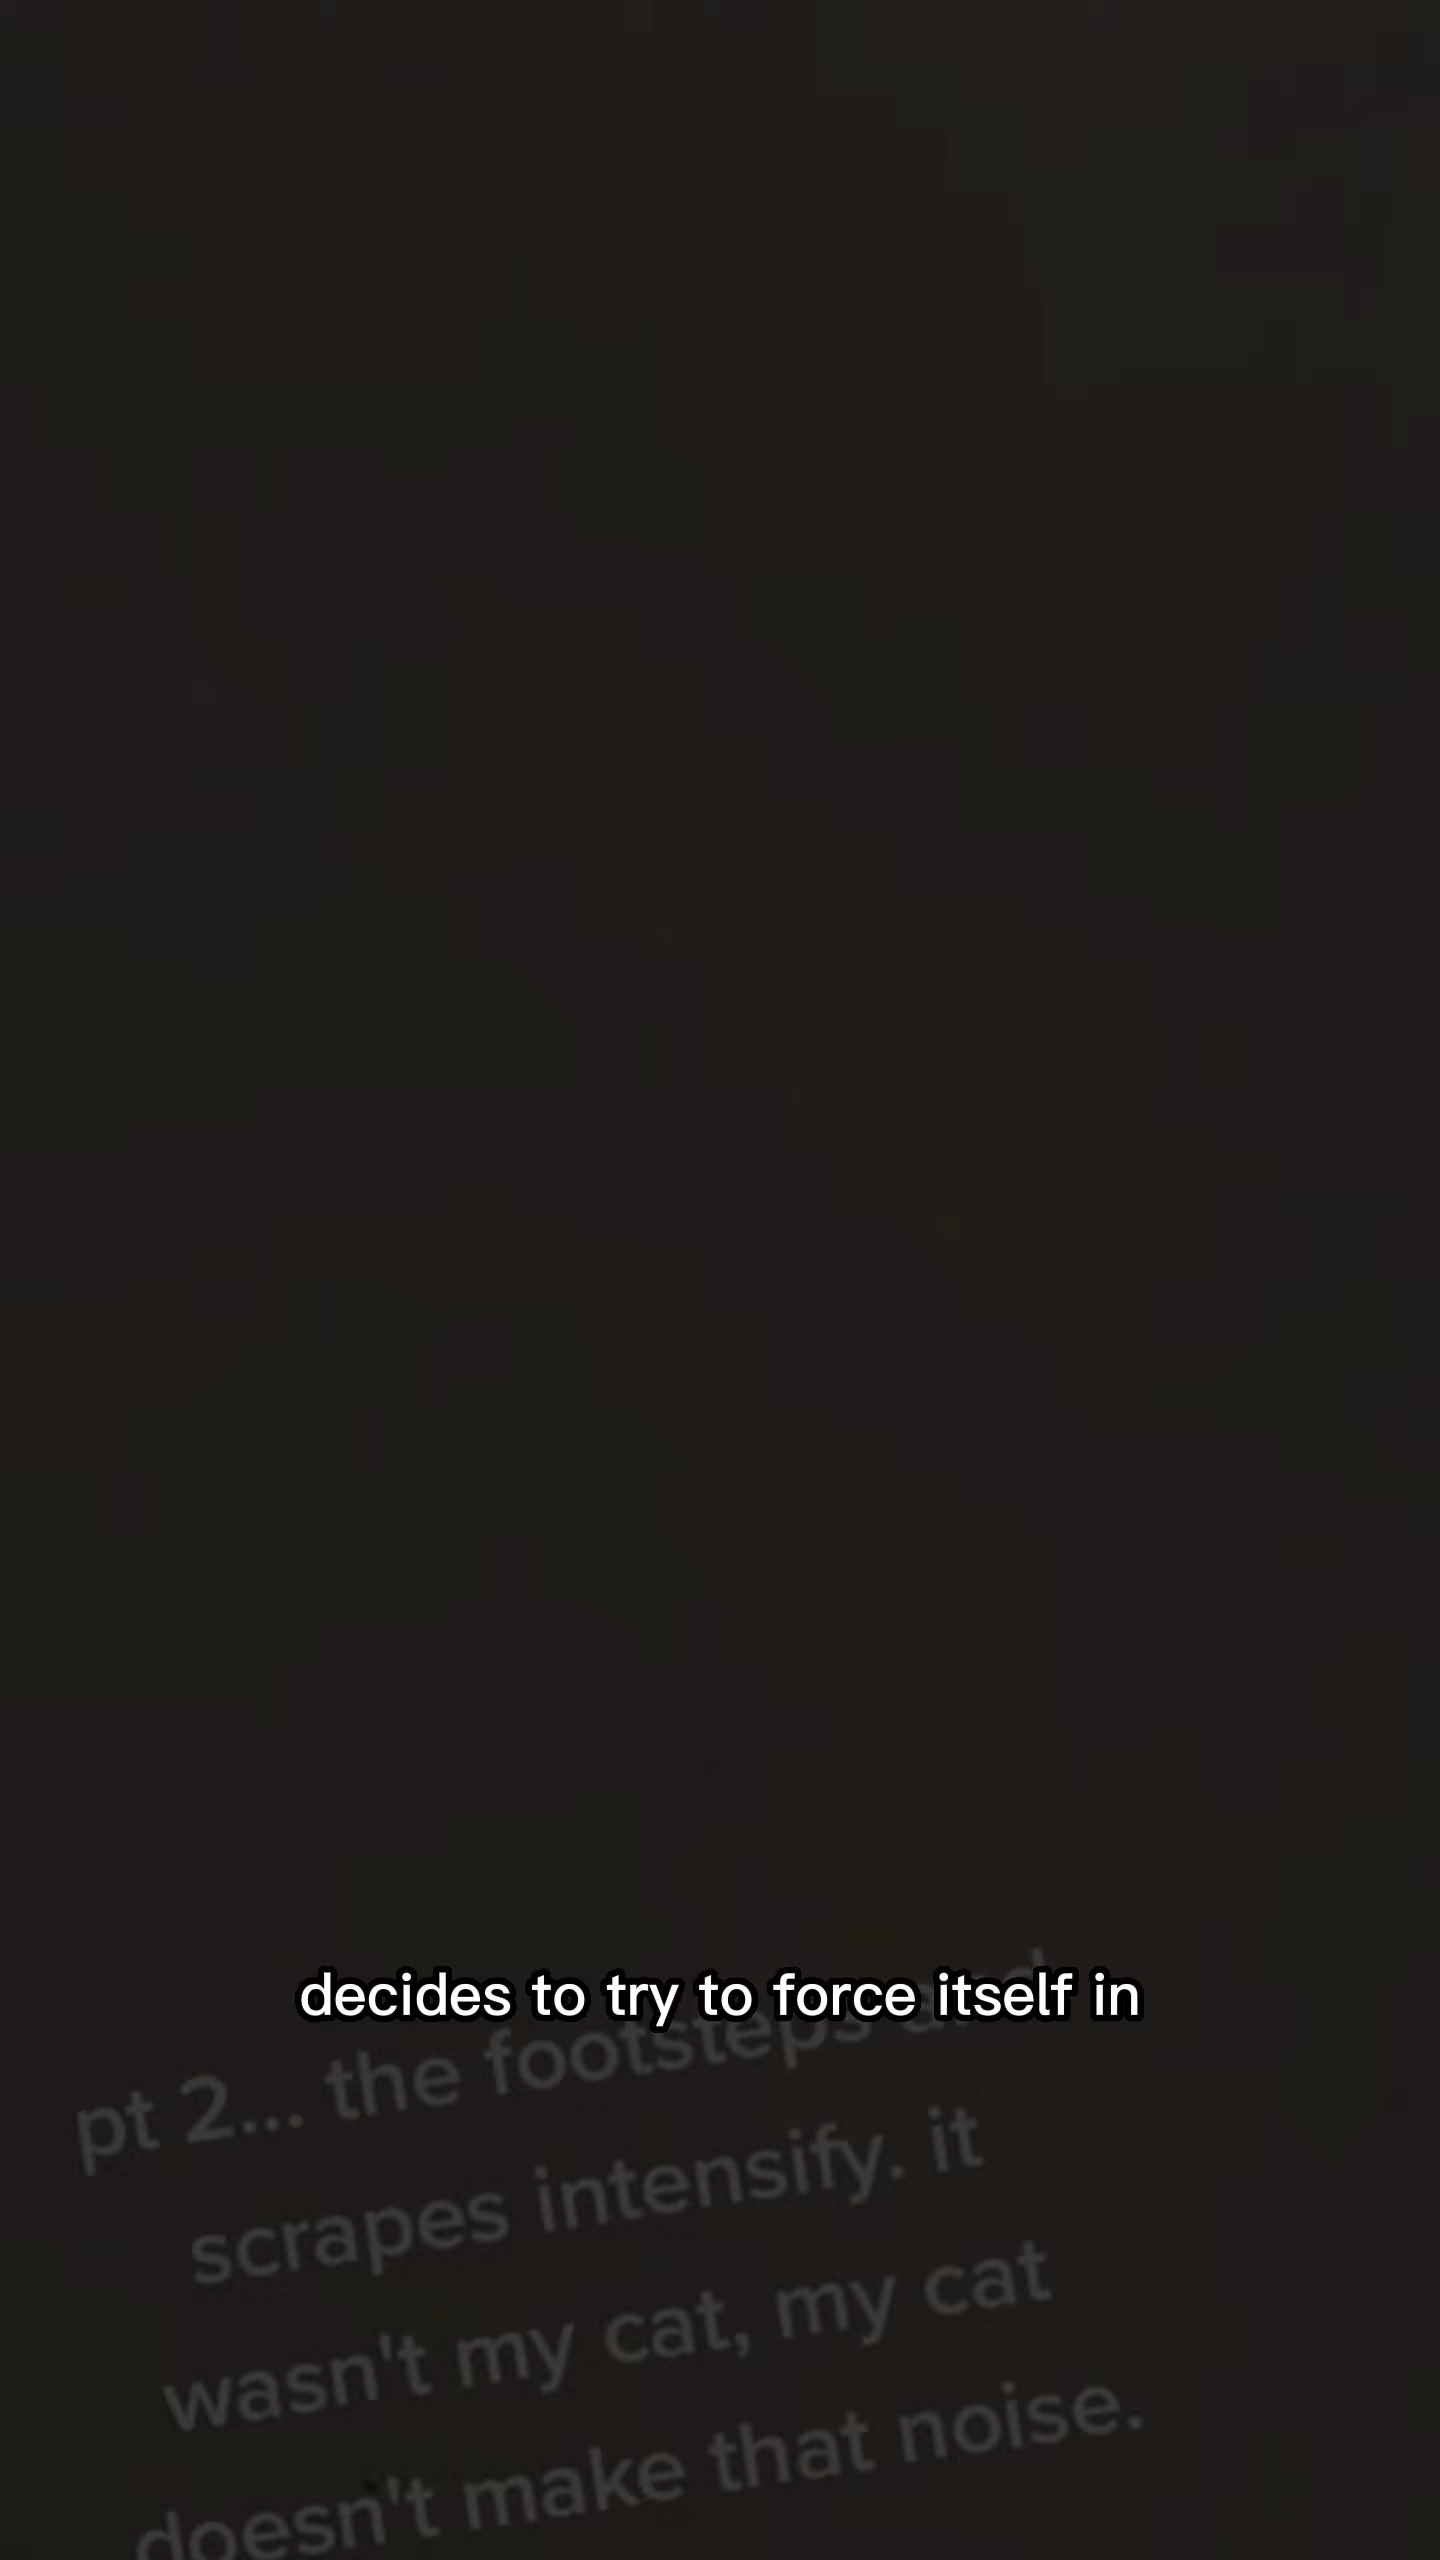 decides to try to force itself in
pt 2... the footsteps and
scrapes intensify. it
wasn't my cat, my cat
doesn't make that noise.